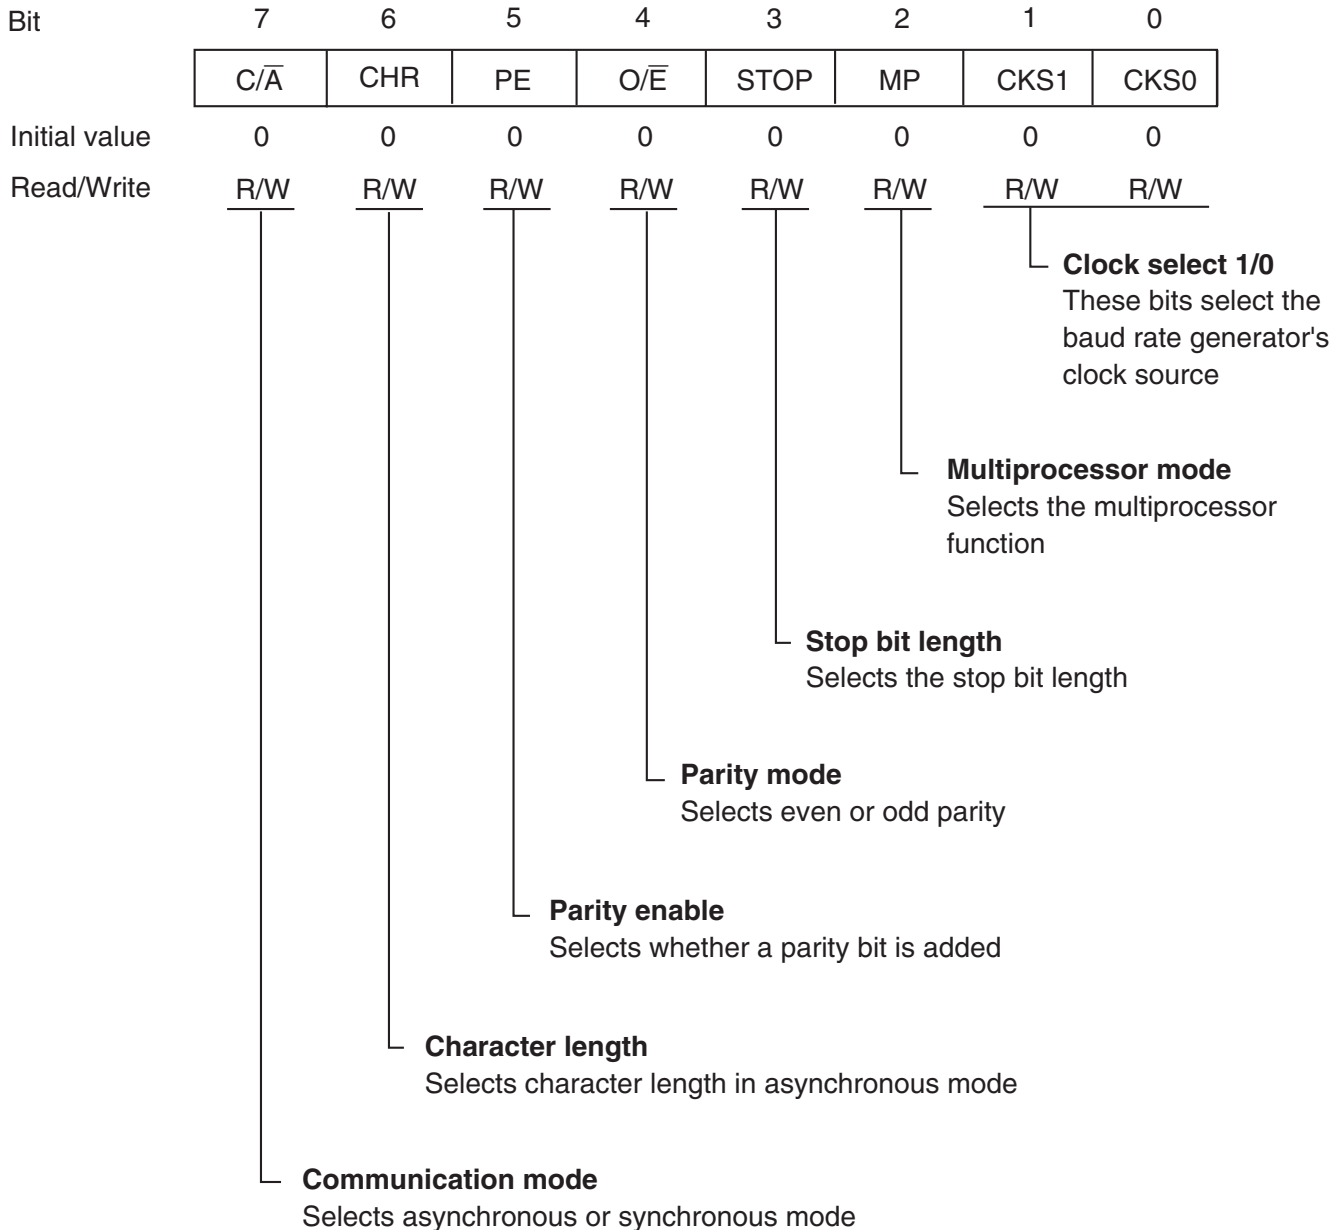 Bit 7 6 5 4 3 2 1 0
C/A̅ CHR PE O/E̅ STOP MP CKS1 CKS0
Initial value 0 0 0 0 0 0 0 0
Read/Write R/W R/W R/W R/W R/W R/W R/W R/W
Clock select 1/0
These bits select the
baud rate generator's
clock source
Multiprocessor mode
Selects the multiprocessor
function
Stop bit length
Selects the stop bit length
Parity mode
Selects even or odd parity
Parity enable
Selects whether a parity bit is added
Character length
Selects character length in asynchronous mode
Communication mode
Selects asynchronous or synchronous mode